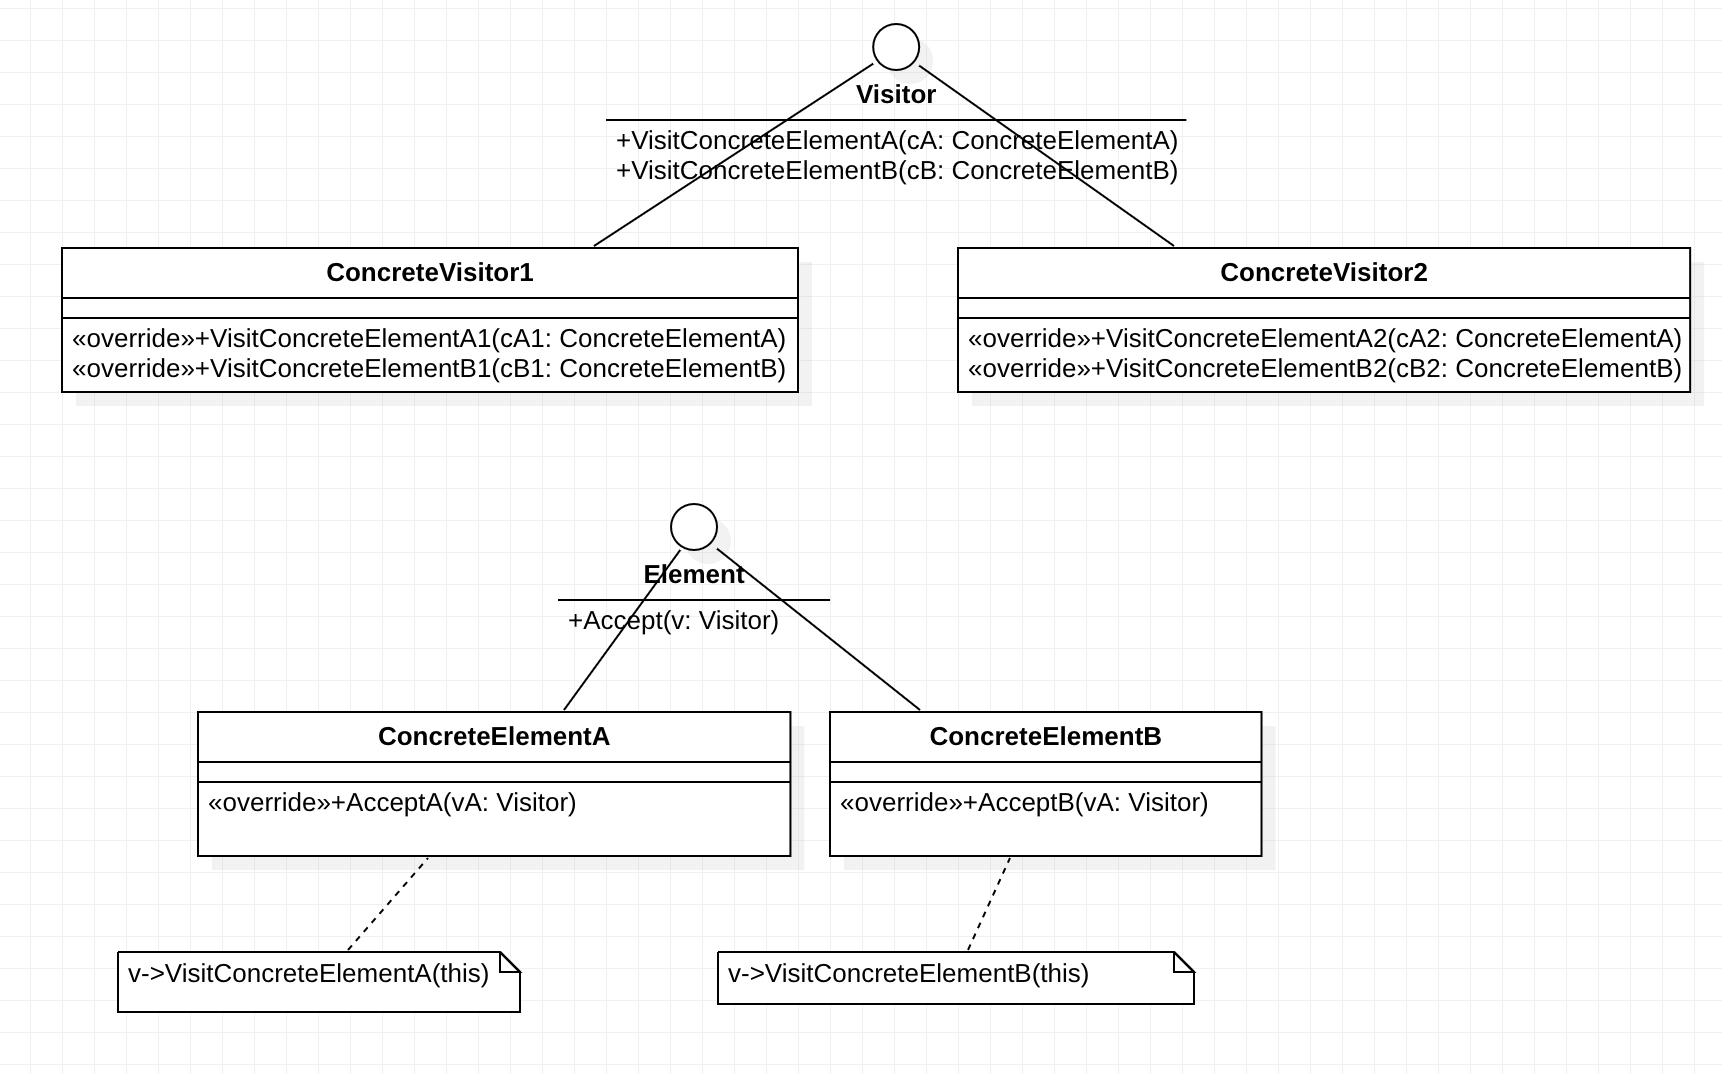 Visitor
+VisitConcreteElementA(cA: ConcreteElementA)
+VisitConcreteElementB(cB: ConcreteElementB)
ConcreteVisitor1
«override»+VisitConcreteElementA1(cA1: ConcreteElementA)
«override»+VisitConcreteElementB1(cB1: ConcreteElementB)
ConcreteVisitor2
«override»+VisitConcreteElementA2(cA2: ConcreteElementA)
«override»+VisitConcreteElementB2(cB2: ConcreteElementB)
Element
+Accept(v: Visitor)
ConcreteElementA
«override»+AcceptA(vA: Visitor)
ConcreteElementB
«override»+AcceptB(vA: Visitor)
v->VisitConcreteElementA(this)
v->VisitConcreteElementB(this)